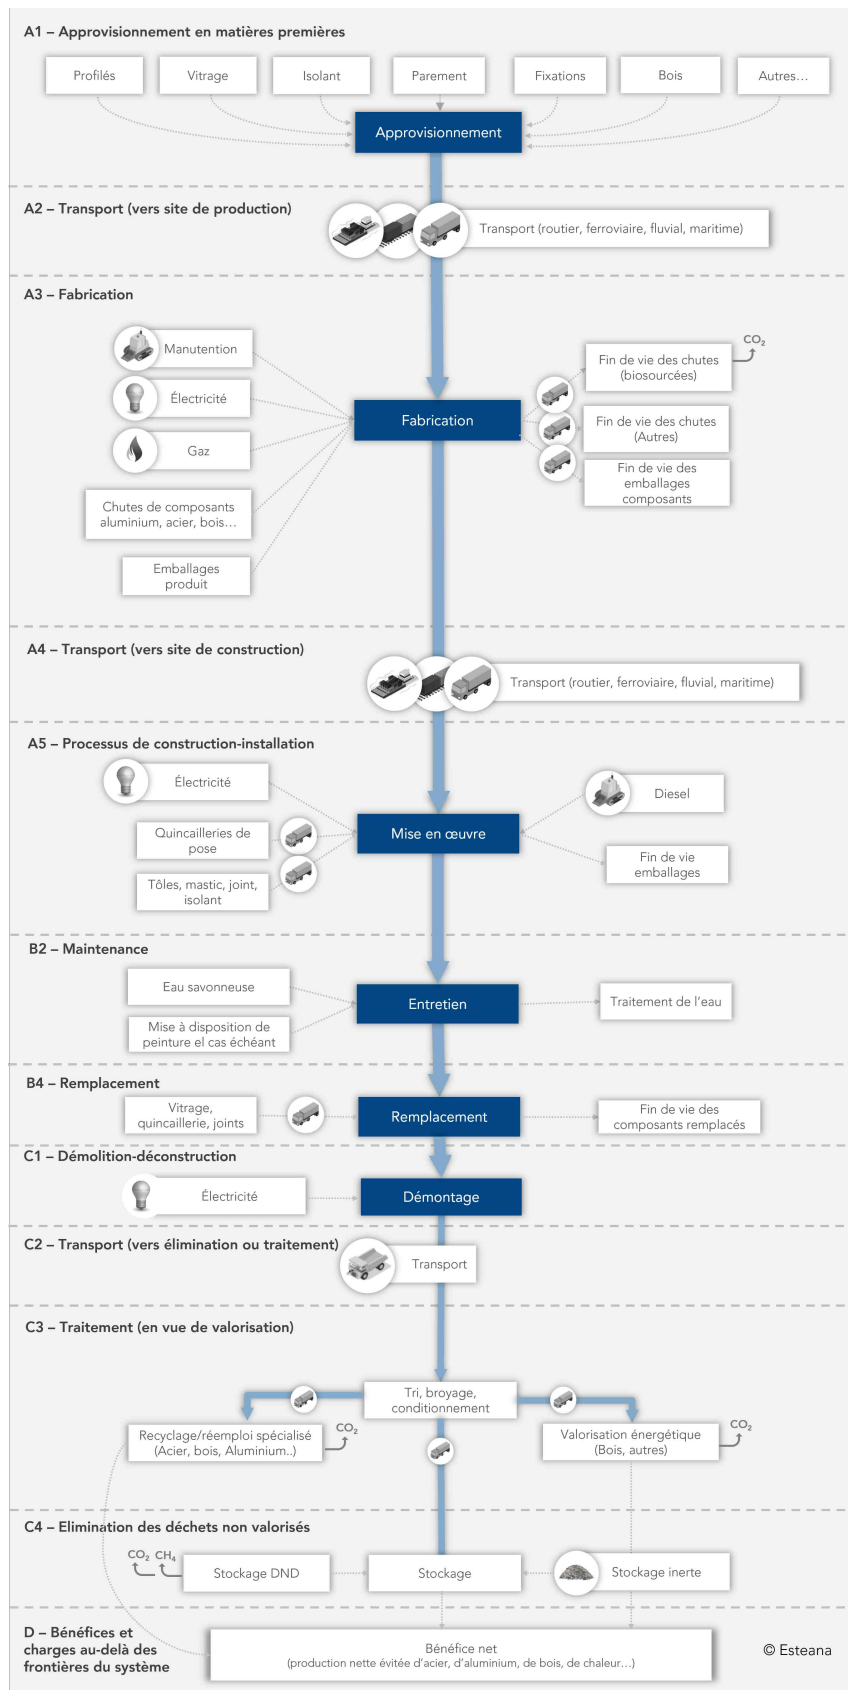 A1 – Approvisionnement en matières premières
Profilés
Vitrage
Isolant
Parement
Fixations
Bois
Autres…
Approvisionnement
A2 – Transport (vers site de production)
Transport (routier, ferroviaire, fluvial, maritime)
A3 – Fabrication
Manutention
Électricité
Gaz
Chutes de composants
aluminium, acier, bois…
Emballages
produit
Fabrication
CO₂
Fin de vie des chutes
(biosourcées)
Fin de vie des chutes
(Autres)
Fin de vie des
emballages
composants
A4 – Transport (vers site de construction)
Transport (routier, ferroviaire, fluvial, maritime)
A5 – Processus de construction-installation
Électricité
Quincailleries de
pose
Tôles, mastic, joint,
isolant
Mise en œuvre
Diesel
Fin de vie
emballages
B2 – Maintenance
Eau savonneuse
Mise à disposition de
peinture el cas échéant
Entretien
Traitement de l’eau
B4 – Remplacement
Vitrage,
quincaillerie, joints
Remplacement
Fin de vie des
composants remplacés
C1 – Démolition-déconstruction
Électricité
Démontage
C2 – Transport (vers élimination ou traitement)
Transport
C3 – Traitement (en vue de valorisation)
Tri, broyage,
conditionnement
Recyclage/réemploi spécialisé
(Acier, bois, Aluminium..)
CO₂
Valorisation énergétique
(Bois, autres)
CO₂
C4 – Elimination des déchets non valorisés
CO₂ CH₄
Stockage DND
Stockage
Stockage inerte
D – Bénéfices et
charges au-delà des
frontières du système
Bénéfice net
(production nette évitée d’acier, d’aluminium, de bois, de chaleur…)
© Esteana